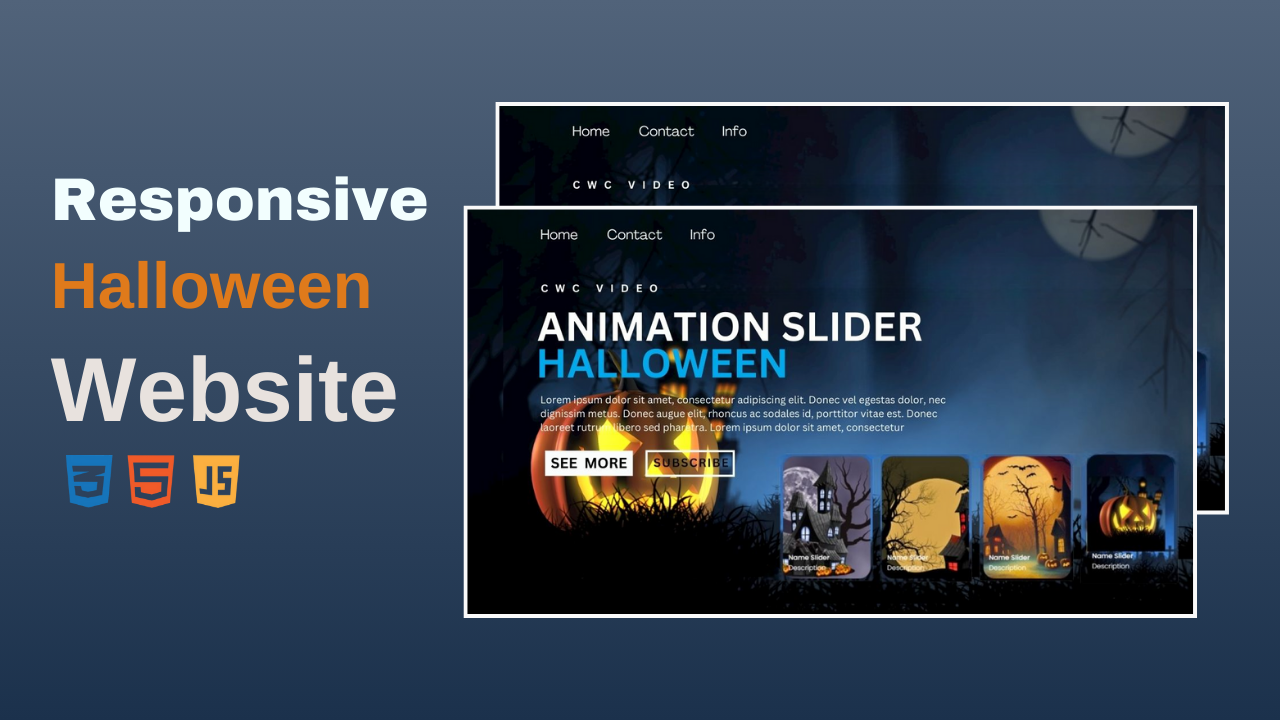 Responsive
Halloween
Website
3
5
JS
Home Contact Info
CWC VIDEO
Home Contact Info
CWC VIDEO
ANIMATION SLIDER
HALLOWEEN
Lorem ipsum dolor sit amet, consectetur adipiscing elit. Donec vel egestas dolor, nec
dignissim metus. Donec augue elit, rhoncus ac sodales id, porttitor vitae est. Donec
laoreet rutrum libero sed pharetra. Lorem ipsum dolor sit amet, consectetur
SEE MORE SUBSCRIBE
Name Slider
Description
Name Slider
Description
Name Slider
Description
Name Slider
Description